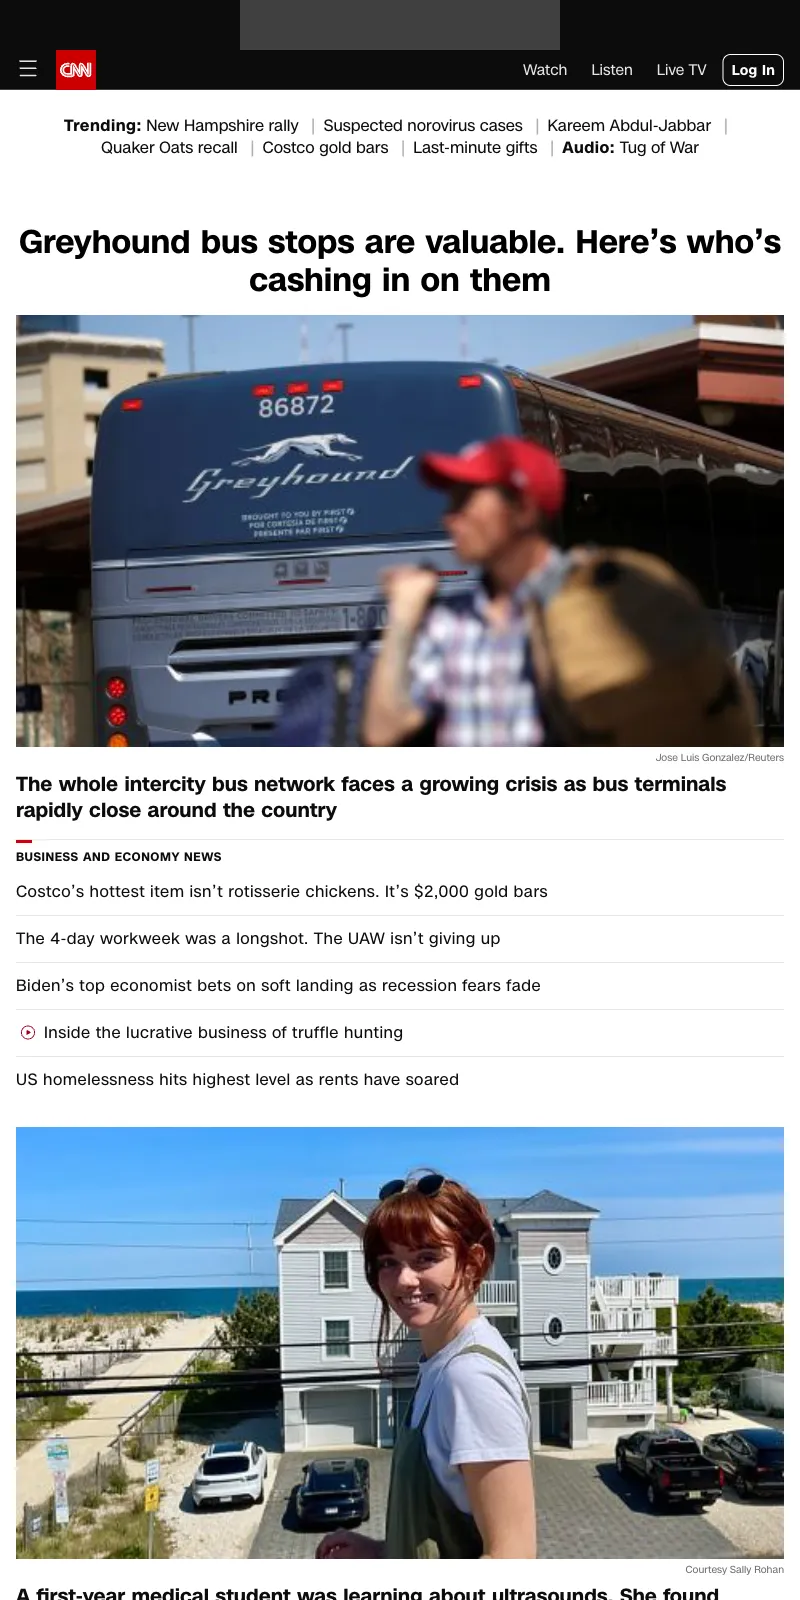 CNN
Watch
Listen
Live TV
Log In
Trending: New Hampshire rally | Suspected norovirus cases | Kareem Abdul-Jabbar |
Quaker Oats recall | Costco gold bars | Last-minute gifts | Audio: Tug of War
Greyhound bus stops are valuable. Here’s who’s
cashing in on them
86872
Greyhound
BROUGHT TO YOU BY FIRST
POR CORTESÍA DE FIRST
PRÉSENTÉ PAR FIRST
1-800
Jose Luis Gonzalez/Reuters
The whole intercity bus network faces a growing crisis as bus terminals
rapidly close around the country
BUSINESS AND ECONOMY NEWS
Costco’s hottest item isn’t rotisserie chickens. It’s $2,000 gold bars
The 4-day workweek was a longshot. The UAW isn’t giving up
Biden’s top economist bets on soft landing as recession fears fade
Inside the lucrative business of truffle hunting
US homelessness hits highest level as rents have soared
Courtesy Sally Rohan
A first-year medical student was learning about ultrasounds. She found